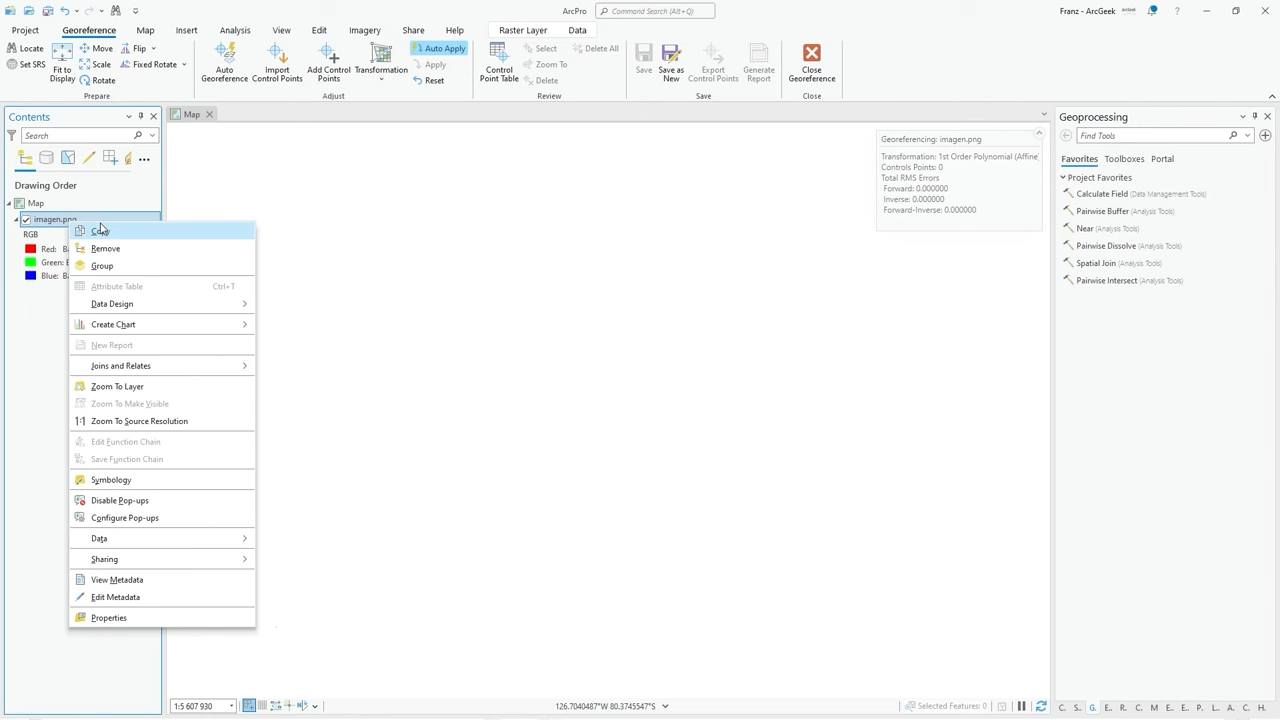 ArcPro
Command Search (Alt+Q)
Franz - ArcGeek
Project
Georeference
Map
Insert
Analysis
View
Edit
Imagery
Share
Help
Raster Layer
Data
Locate
Set SRS
Fit to Display
Move
Scale
Rotate
Flip
Fixed Rotate
Prepare
Auto Georeference
Import Control Points
Add Control Points
Transformation
Auto Apply
Apply
Reset
Adjust
Control Point Table
Select
Zoom To
Delete
Delete All
Review
Save
Save as New
Export Control Points
Generate Report
Save
Close Georeference
Close
Contents
Search
Drawing Order
Map
imagen.png
RGB
Red: B
Green: E
Blue: B
Copy
Remove
Group
Attribute Table Ctrl+T
Data Design
Create Chart
New Report
Joins and Relates
Zoom To Layer
Zoom To Make Visible
1:1 Zoom To Source Resolution
Edit Function Chain
Save Function Chain
Symbology
Disable Pop-ups
Configure Pop-ups
Data
Sharing
View Metadata
Edit Metadata
Properties
Map
Georeferencing: imagen.png
Transformation: 1st Order Polynomial (Affine)
Controls Points: 0
Total RMS Errors
Forward: 0.000000
Inverse: 0.000000
Forward-Inverse: 0.000000
1:5 607 930
126.7040487°W 80.3745547°S
Selected Features: 0
Geoprocessing
Find Tools
Favorites
Toolboxes
Portal
Project Favorites
Calculate Field (Data Management Tools)
Pairwise Buffer (Analysis Tools)
Near (Analysis Tools)
Pairwise Dissolve (Analysis Tools)
Spatial Join (Analysis Tools)
Pairwise Intersect (Analysis Tools)
C... S... G... E... R... C... M... E... E... P... L... A... C... H...